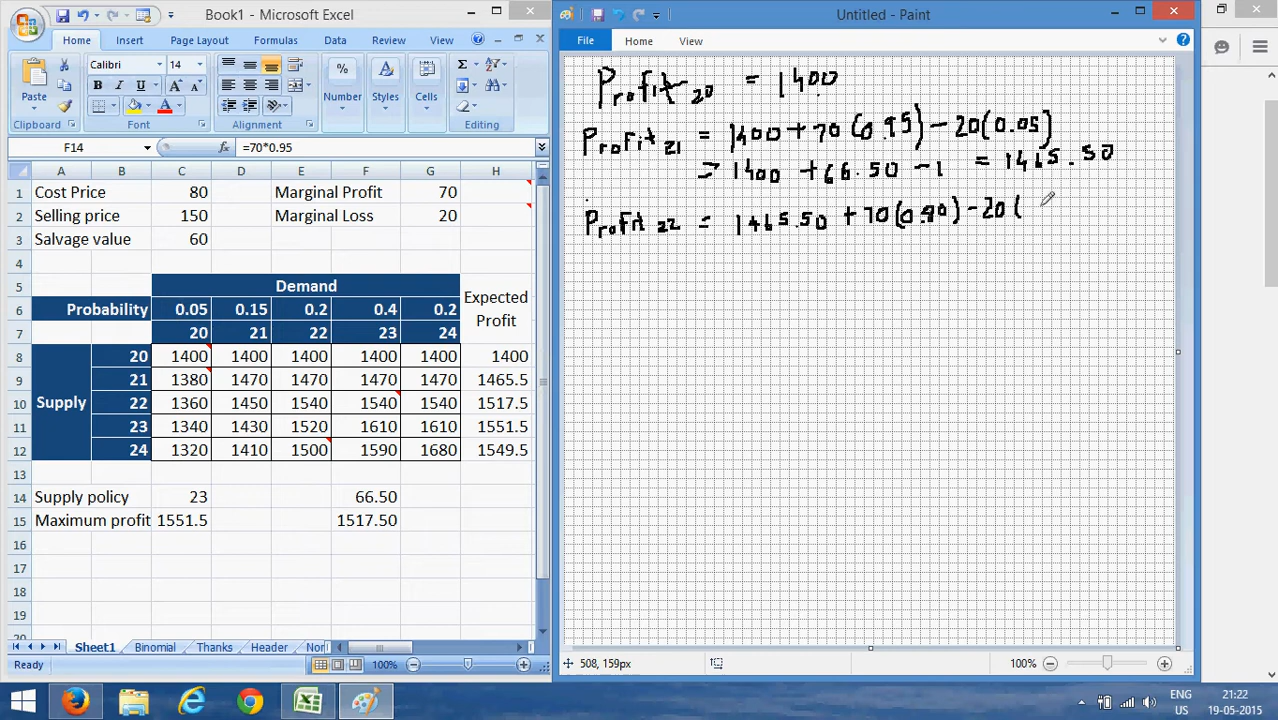 Book1 - Microsoft Excel
Home Insert Page Layout Formulas Data Review View
Calibri 14
Paste B I U A A % Number Styles Cells Σ
Clipboard Font Alignment Editing
F14 =70*0.95
A B C D E F G H
1 Cost Price 80 Marginal Profit 70
2 Selling price 150 Marginal Loss 20
3 Salvage value 60
4
5 Demand
6 Probability 0.05 0.15 0.2 0.4 0.2 Expected
7 20 21 22 23 24 Profit
8 20 1400 1400 1400 1400 1400 1400
9 21 1380 1470 1470 1470 1470 1465.5
10 Supply 22 1360 1450 1540 1540 1540 1517.5
11 23 1340 1430 1520 1610 1610 1551.5
12 24 1320 1410 1500 1590 1680 1549.5
13
14 Supply policy 23 66.50
15 Maximum profit 1551.5 1517.50
16
17
18
19
20
Sheet1 Binomial Thanks Header Nor
Ready 100%
Untitled - Paint
File Home View
Profit 20 = 1400
Profit 21 = 1400 + 70 (0.95) - 20(0.05)
= 1400 + 66.50 - 1 = 1465.50
Profit 22 = 1465.50 + 70(0.90) - 20(
508, 159px 100%
ENG 21:22
US 19-05-2015